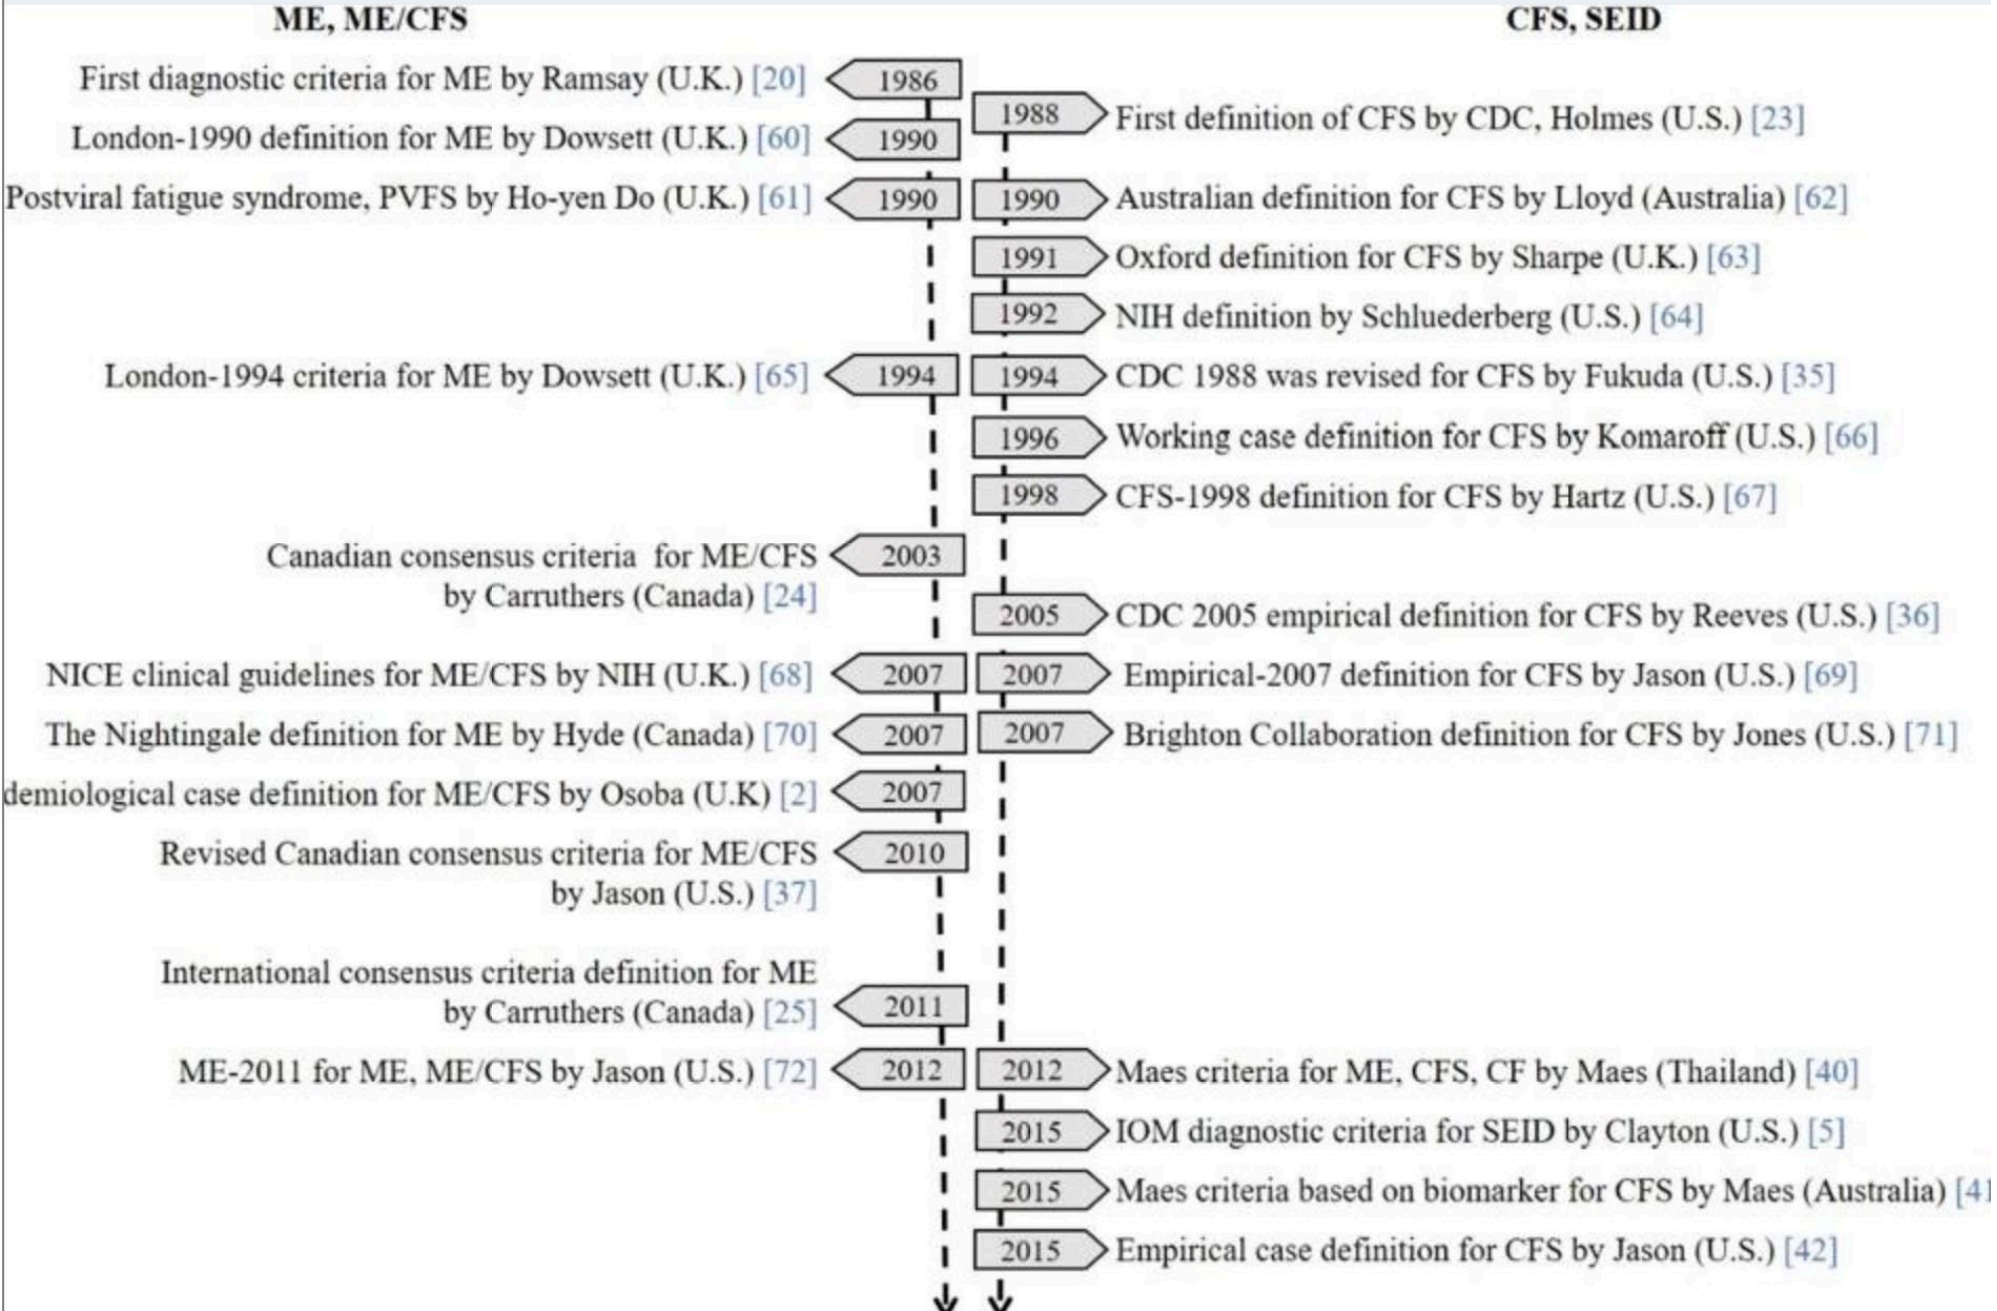 ME, ME/CFS
CFS, SEID
First diagnostic criteria for ME by Ramsay (U.K.) [20]
1986
1988
First definition of CFS by CDC, Holmes (U.S.) [23]
London-1990 definition for ME by Dowsett (U.K.) [60]
1990
Postviral fatigue syndrome, PVFS by Ho-yen Do (U.K.) [61]
1990
1990
Australian definition for CFS by Lloyd (Australia) [62]
1991
Oxford definition for CFS by Sharpe (U.K.) [63]
1992
NIH definition by Schluederberg (U.S.) [64]
London-1994 criteria for ME by Dowsett (U.K.) [65]
1994
1994
CDC 1988 was revised for CFS by Fukuda (U.S.) [35]
1996
Working case definition for CFS by Komaroff (U.S.) [66]
1998
CFS-1998 definition for CFS by Hartz (U.S.) [67]
Canadian consensus criteria for ME/CFS
by Carruthers (Canada) [24]
2003
2005
CDC 2005 empirical definition for CFS by Reeves (U.S.) [36]
NICE clinical guidelines for ME/CFS by NIH (U.K.) [68]
2007
2007
Empirical-2007 definition for CFS by Jason (U.S.) [69]
The Nightingale definition for ME by Hyde (Canada) [70]
2007
2007
Brighton Collaboration definition for CFS by Jones (U.S.) [71]
demiological case definition for ME/CFS by Osoba (U.K) [2]
2007
Revised Canadian consensus criteria for ME/CFS
by Jason (U.S.) [37]
2010
International consensus criteria definition for ME
by Carruthers (Canada) [25]
2011
ME-2011 for ME, ME/CFS by Jason (U.S.) [72]
2012
2012
Maes criteria for ME, CFS, CF by Maes (Thailand) [40]
2015
IOM diagnostic criteria for SEID by Clayton (U.S.) [5]
2015
Maes criteria based on biomarker for CFS by Maes (Australia) [41
2015
Empirical case definition for CFS by Jason (U.S.) [42]